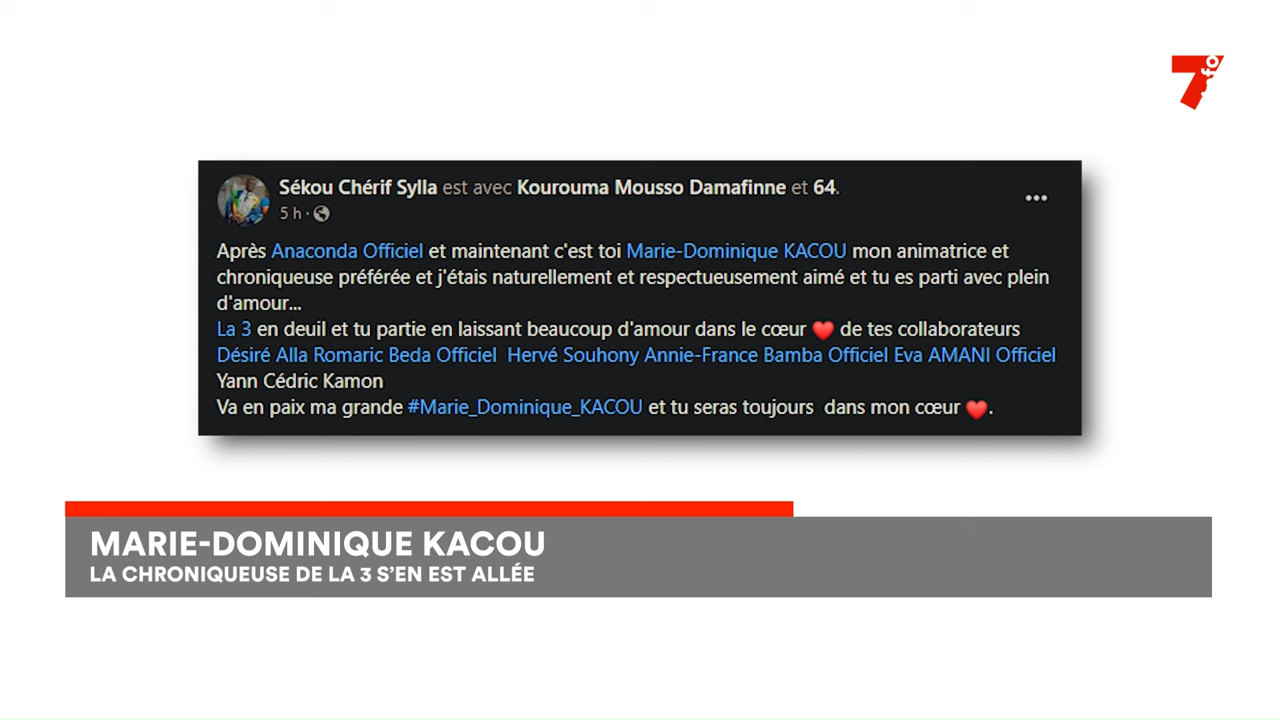 7
fo
Sékou Chérif Sylla est avec Kourouma Mousso Damafinne et 64.
5 h ·
Après Anaconda Officiel et maintenant c'est toi Marie-Dominique KACOU mon animatrice et
chroniqueuse préférée et j'étais naturellement et respectueusement aimé et tu es parti avec plein
d'amour...
La 3 en deuil et tu partie en laissant beaucoup d'amour dans le cœur ❤️ de tes collaborateurs
Désiré Alla Romaric Beda Officiel  Hervé Souhony Annie-France Bamba Officiel Eva AMANI Officiel
Yann Cédric Kamon
Va en paix ma grande #Marie_Dominique_KACOU et tu seras toujours  dans mon cœur ❤️.
MARIE-DOMINIQUE KACOU
LA CHRONIQUEUSE DE LA 3 S'EN EST ALLÉE